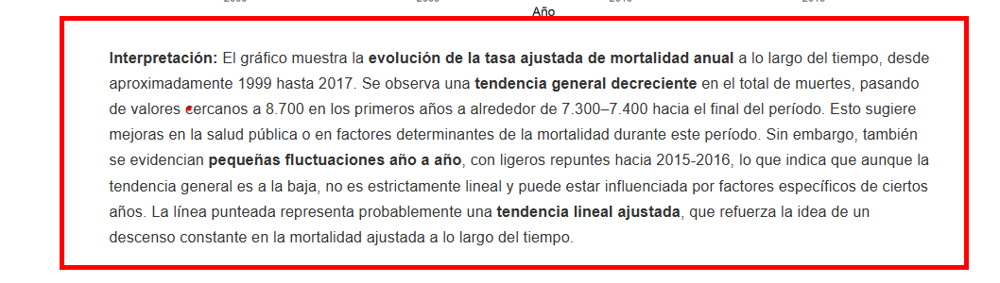 Año
Interpretación: El gráfico muestra la evolución de la tasa ajustada de mortalidad anual a lo largo del tiempo, desde
aproximadamente 1999 hasta 2017. Se observa una tendencia general decreciente en el total de muertes, pasando
de valores cercanos a 8.700 en los primeros años a alrededor de 7.300–7.400 hacia el final del período. Esto sugiere
mejoras en la salud pública o en factores determinantes de la mortalidad durante este período. Sin embargo, también
se evidencian pequeñas fluctuaciones año a año, con ligeros repuntes hacia 2015-2016, lo que indica que aunque la
tendencia general es a la baja, no es estrictamente lineal y puede estar influenciada por factores específicos de ciertos
años. La línea punteada representa probablemente una tendencia lineal ajustada, que refuerza la idea de un
descenso constante en la mortalidad ajustada a lo largo del tiempo.